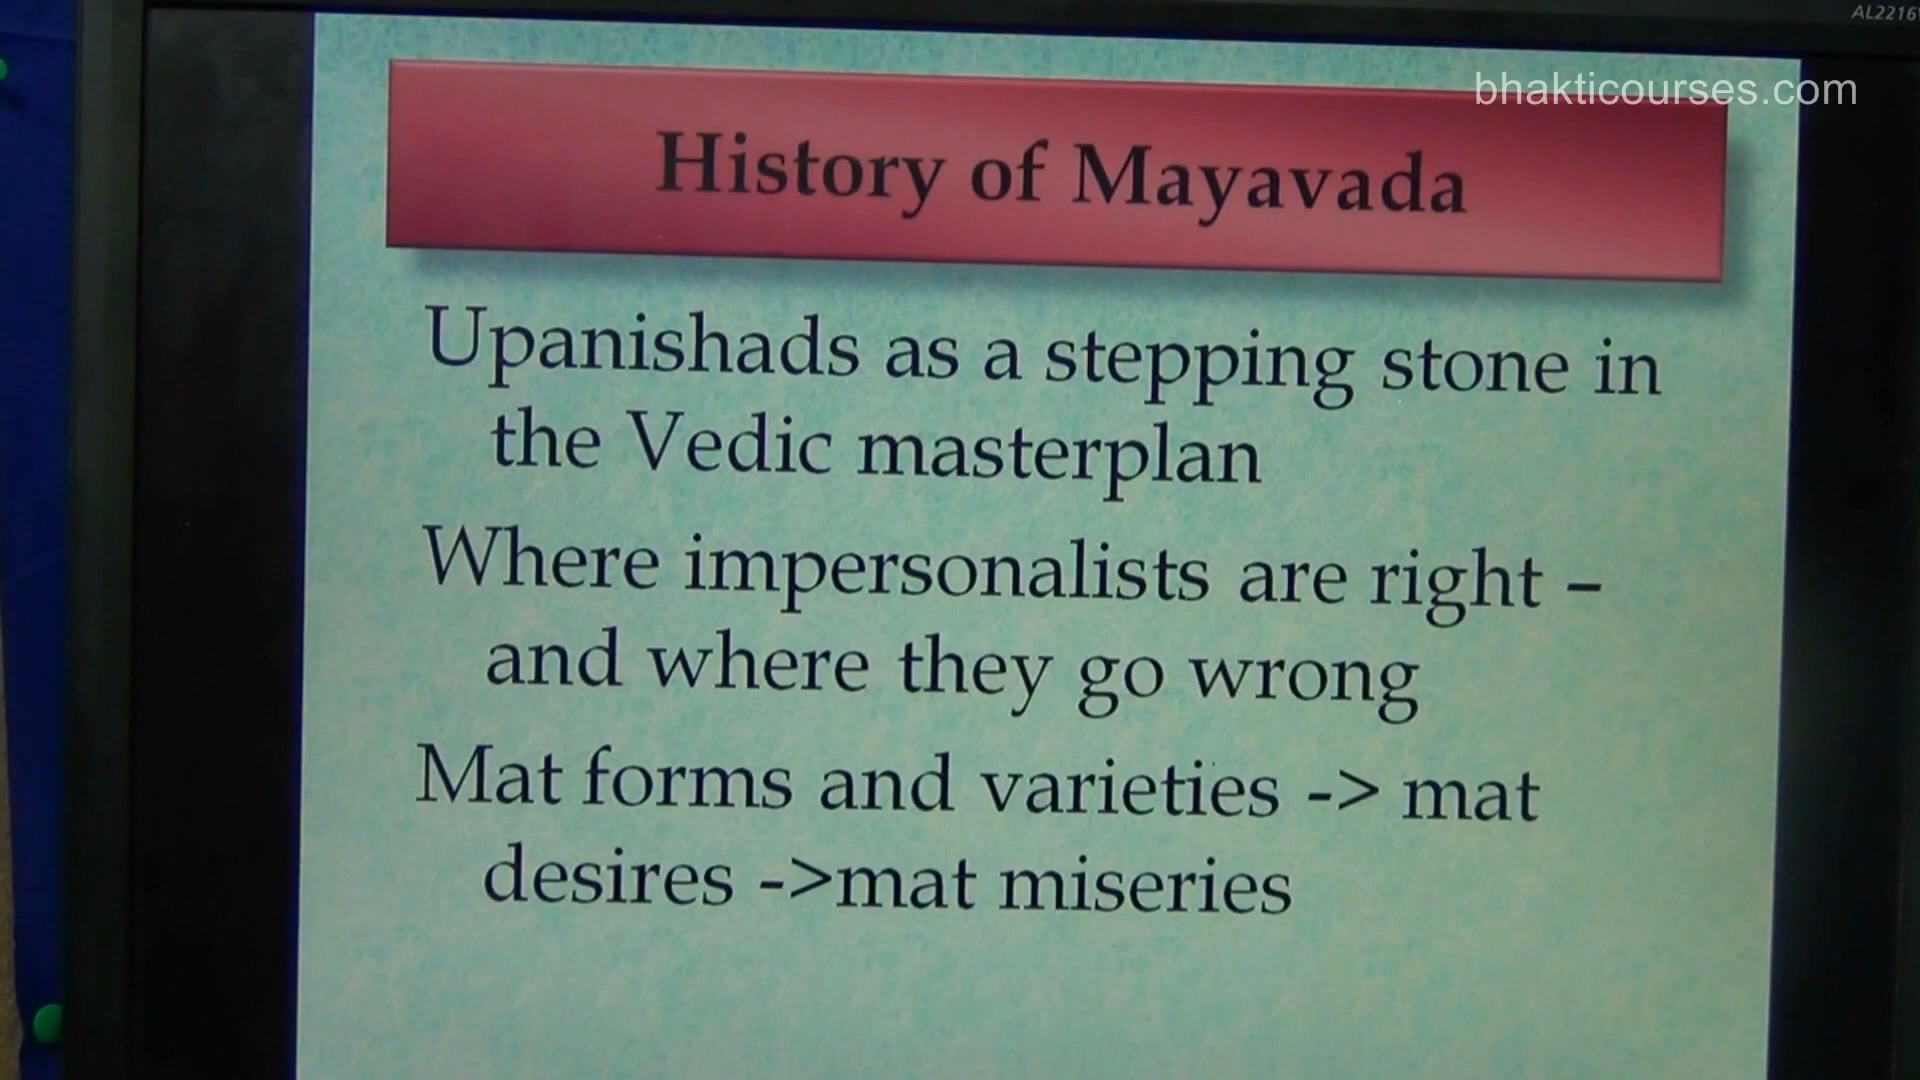 AL2216
bhakticourses.com
History of Mayavada
Upanishads as a stepping stone in
the Vedic masterplan
Where impersonalists are right –
and where they go wrong
Mat forms and varieties -> mat
desires ->mat miseries